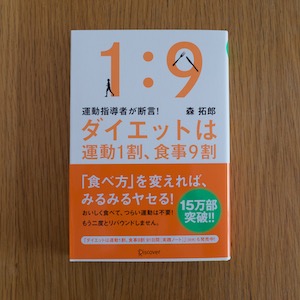 1:9
運動指導者が断言! 森 拓郎
ダイエットは
運動1割、食事9割
「食べ方」を変えれば、
みるみるヤセる!
おいしく食べて、つらい運動は不要!
もう二度とリバウンドしません。
15万部
突破!!
Discover